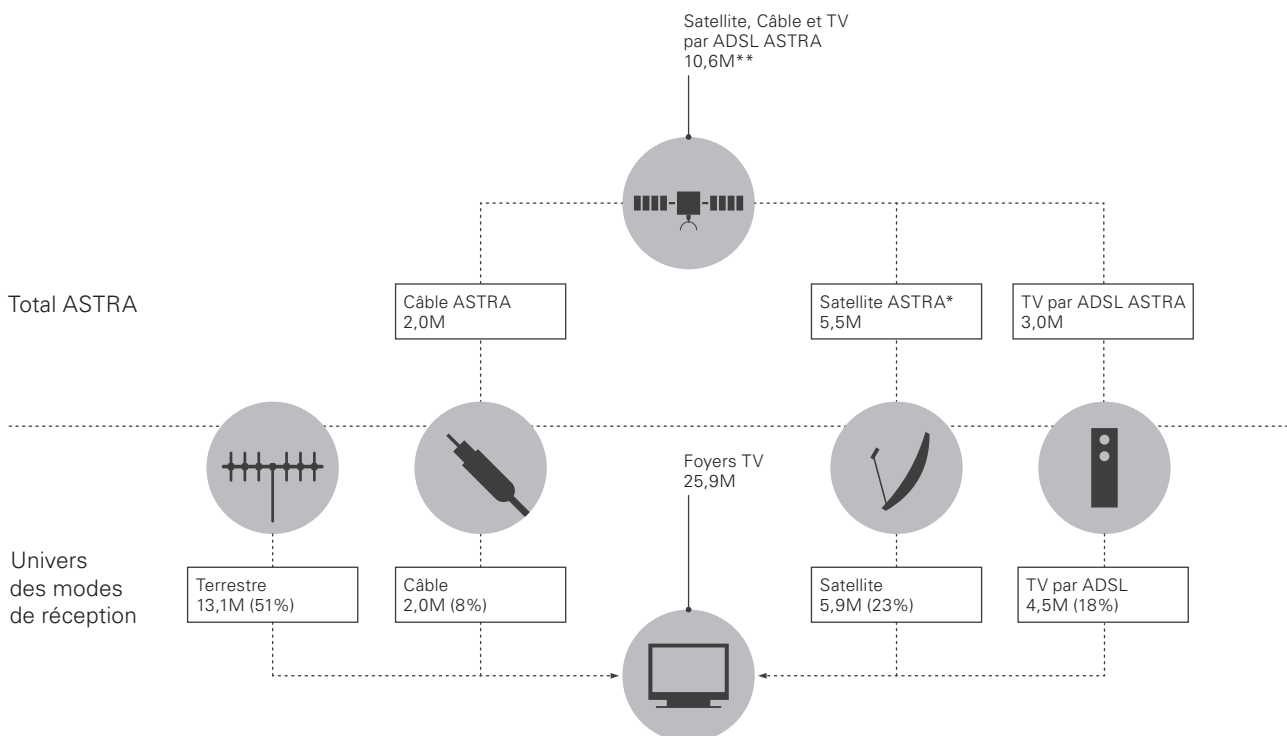 Satellite, Câble et TV
par ADSL ASTRA
10,6M**
Total ASTRA
Câble ASTRA
2,0M
Satellite ASTRA*
5,5M
TV par ADSL ASTRA
3,0M
Foyers TV
25,9M
Univers
des modes
de réception
Terrestre
13,1M (51%)
Câble
2,0M (8%)
Satellite
5,9M (23%)
TV par ADSL
4,5M (18%)